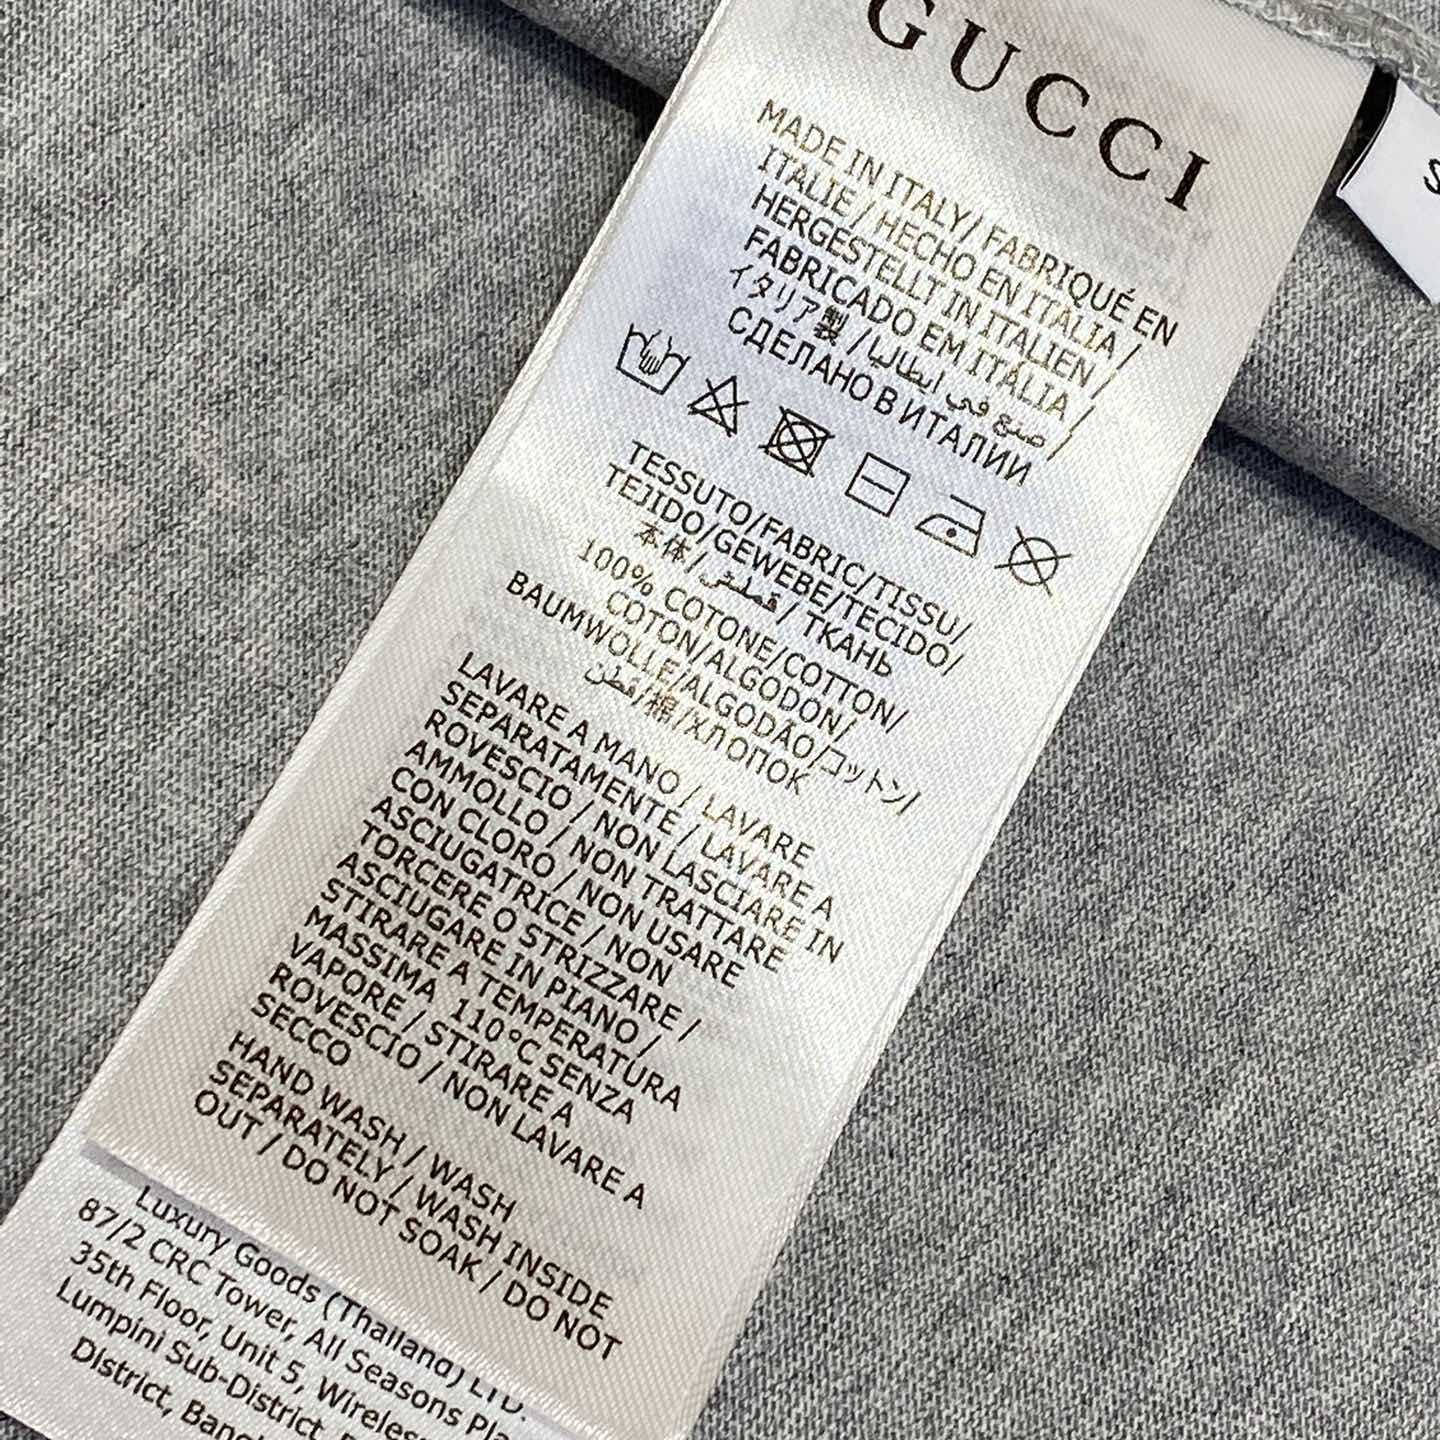 GUCCI
MADE IN ITALY/ FABRIQUÉ EN
ITALIE / HECHO EN ITALIA /
HERGESTELLT IN ITALIEN /
FABRICADO EM ITÁLIA /
イタリア製 / صنع في ايطاليا /
СДЕЛАНО В ИТАЛИИ
TESSUTO/FABRIC/TISSU/
TEJIDO/GEWEBE/TECIDO/
本体/ قطني/ ТКАНЬ
100% COTONE/COTTON/
COTON/ALGODON/
BAUMWOLLE/ALGODÃO/コットン/
قطن/棉/ХЛОПОК
LAVARE A MANO / LAVARE
SEPARATAMENTE / LAVARE A
ROVESCIO / NON LASCIARE IN
AMMOLLO / NON TRATTARE
CON CLORO / NON USARE
ASCIUGATRICE / NON
TORCERE O STRIZZARE /
ASCIUGARE IN PIANO /
STIRARE A TEMPERATURA
MASSIMA 110°C SENZA
VAPORE / STIRARE A
ROVESCIO / NON LAVARE A
SECCO
HAND WASH / WASH
SEPARATELY / WASH INSIDE
OUT / DO NOT SOAK / DO NOT
Luxury Goods (Thailand) LTD.
87/2 CRC Tower, All Seasons Pla
35th Floor, Unit 5, Wireles
Lumpini Sub-District,
District, Bang
S